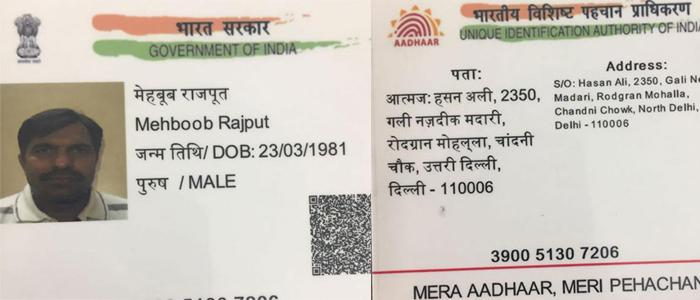 भारत सरकार
GOVERNMENT OF INDIA
मेहबूब राजपूत
Mehboob Rajput
जन्म तिथि/ DOB: 23/03/1981
पुरुष / MALE
भारतीय विशिष्ट पहचान प्राधिकरण
UNIQUE IDENTIFICATION AUTHORITY OF INDIA
AADHAAR
पता:
आत्मज: हसन अली, 2350,
गली नज़दीक मदारी,
रोदग्रान मोहल्ला, चांदनी
चौक, उत्तरी दिल्ली,
दिल्ली - 110006
Address:
S/O: Hasan Ali, 2350, Gali
Madari, Rodgran Mohalla,
Chandni Chowk, North Delhi,
Delhi - 110006
3900 5130 7206
MERA AADHAAR, MERI PEHACHAN